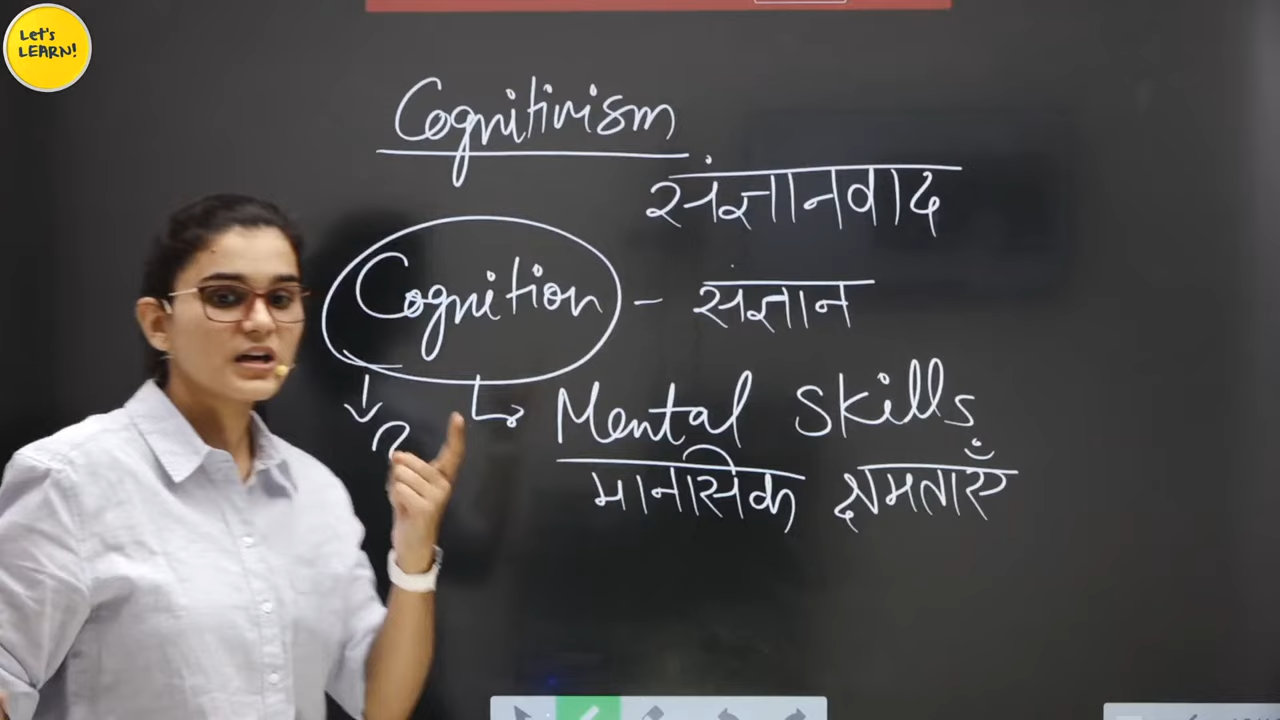 Let's
LEARN!
Cognitivism
संज्ञानवाद
Cognition - संज्ञान
?
Mental Skills
मानसिक क्षमताएँ